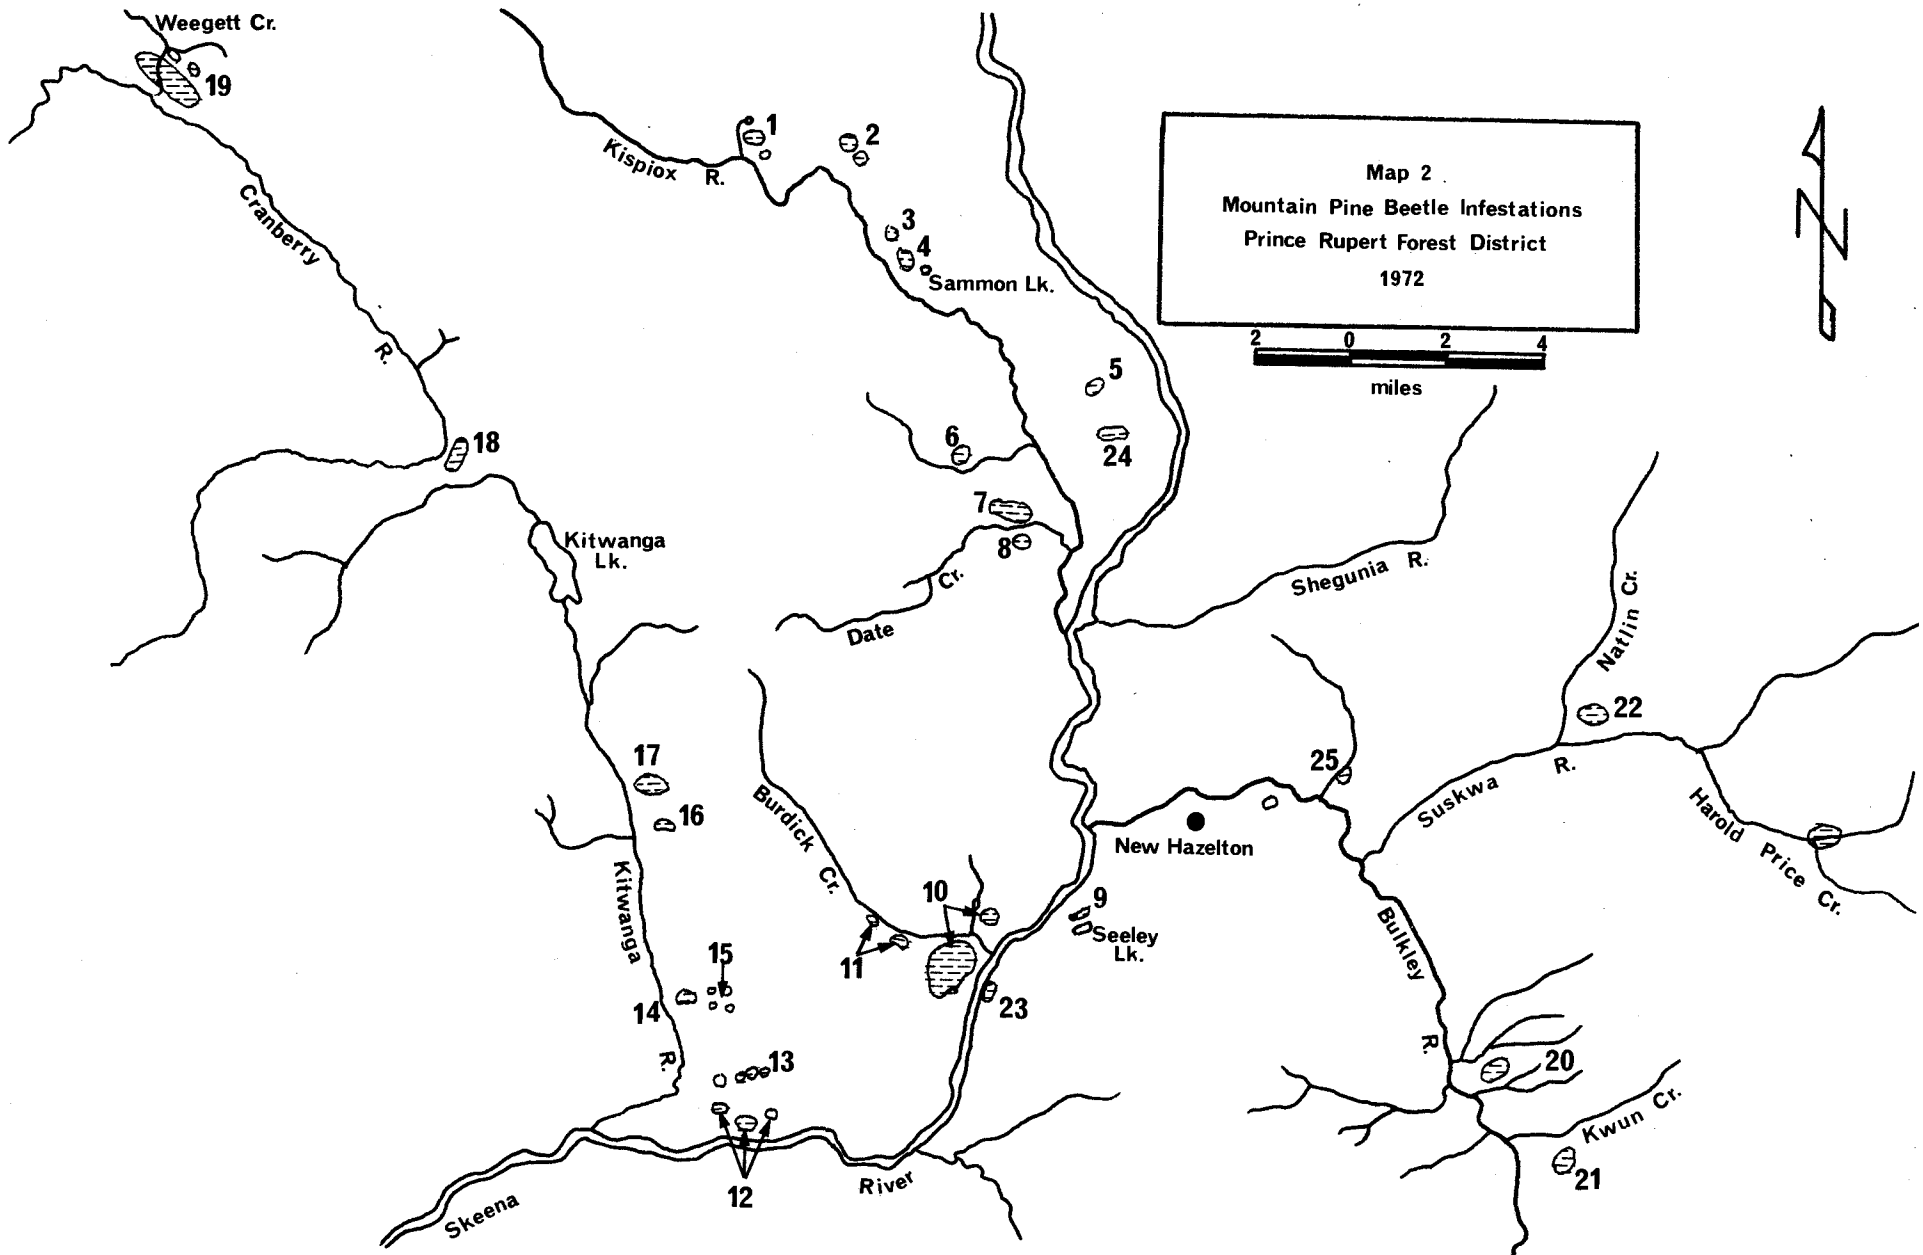 Weegett Cr.
19
1
2
Kispiox R.
Map 2
Mountain Pine Beetle Infestations
Prince Rupert Forest District
1972
N
Cranberry R.
3
4
Sammon Lk.
2 0 2 4
miles
5
6
24
18
7
8
Kitwanga
Lk.
Date Cr.
Shegunia R.
Natlin Cr.
22
17
16
25
Suskwa R.
Burdick Cr.
New Hazelton
Harold Price Cr.
Kitwanga R.
10
9
Seeley
Lk.
11
Bulkley R.
15
14
23
13
20
12
Kwun Cr.
21
Skeena River